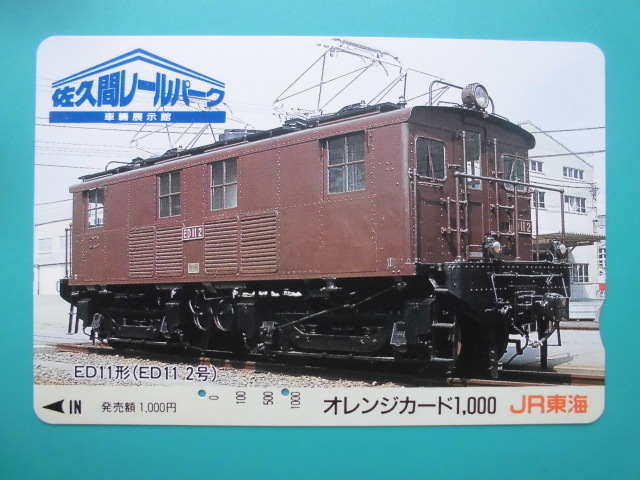 佐久間レールパーク
車輛展示館
ED11 2
11 2
ED11形(ED11 2号)
IN 発売額 1,000円 0 100 500 1000 オレンジカード1,000 JR東海